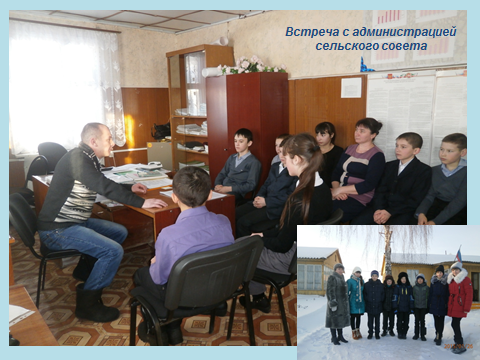 Встреча с администрацией
сельского совета